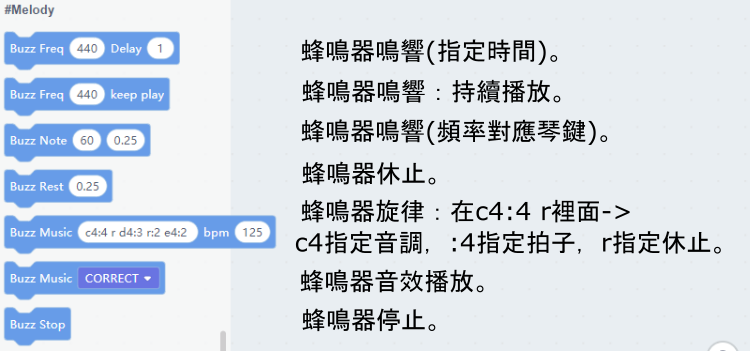 #Melody
Buzz Freq 440 Delay 1
蜂鳴器鳴響(指定時間)。
Buzz Freq 440 keep play
蜂鳴器鳴響：持續播放。
Buzz Note 60 0.25
蜂鳴器鳴響(頻率對應琴鍵)。
Buzz Rest 0.25
蜂鳴器休止。
Buzz Music c4:4 r d4:3 r:2 e4:2 bpm 125
蜂鳴器旋律：在c4:4 r裡面->
c4指定音調，:4指定拍子，r指定休止。
Buzz Music CORRECT
蜂鳴器音效播放。
Buzz Stop
蜂鳴器停止。